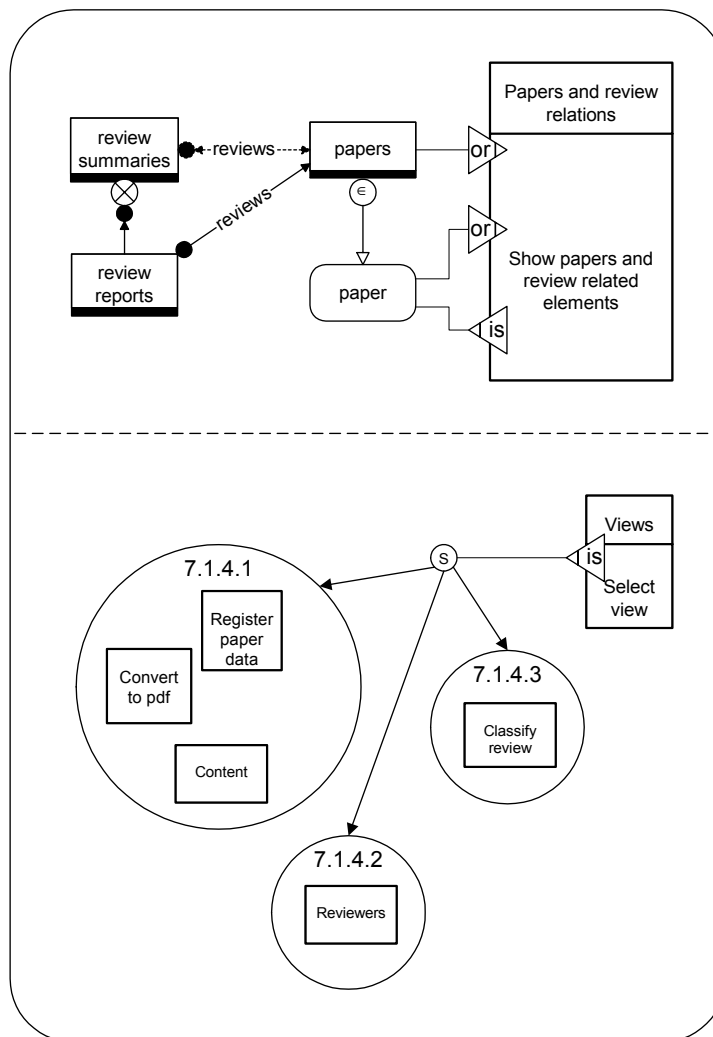 Papers and review
relations
review
summaries
reviews
papers
or
∈
reviews
or
review
reports
paper
Show papers and
review related
elements
is
Views
S
is
Select
view
7.1.4.1
Register
paper
data
Convert
to pdf
Content
7.1.4.3
Classify
review
7.1.4.2
Reviewers